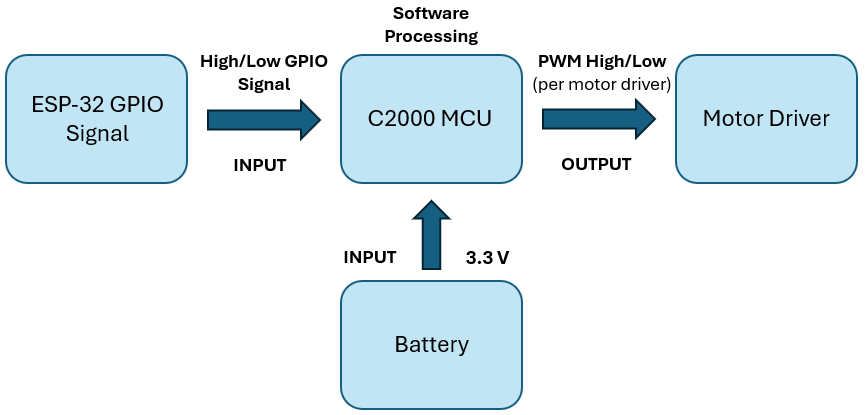 Software
Processing
High/Low GPIO
Signal
PWM High/Low
(per motor driver)
ESP-32 GPIO
Signal
C2000 MCU
Motor Driver
INPUT
OUTPUT
INPUT
3.3 V
Battery